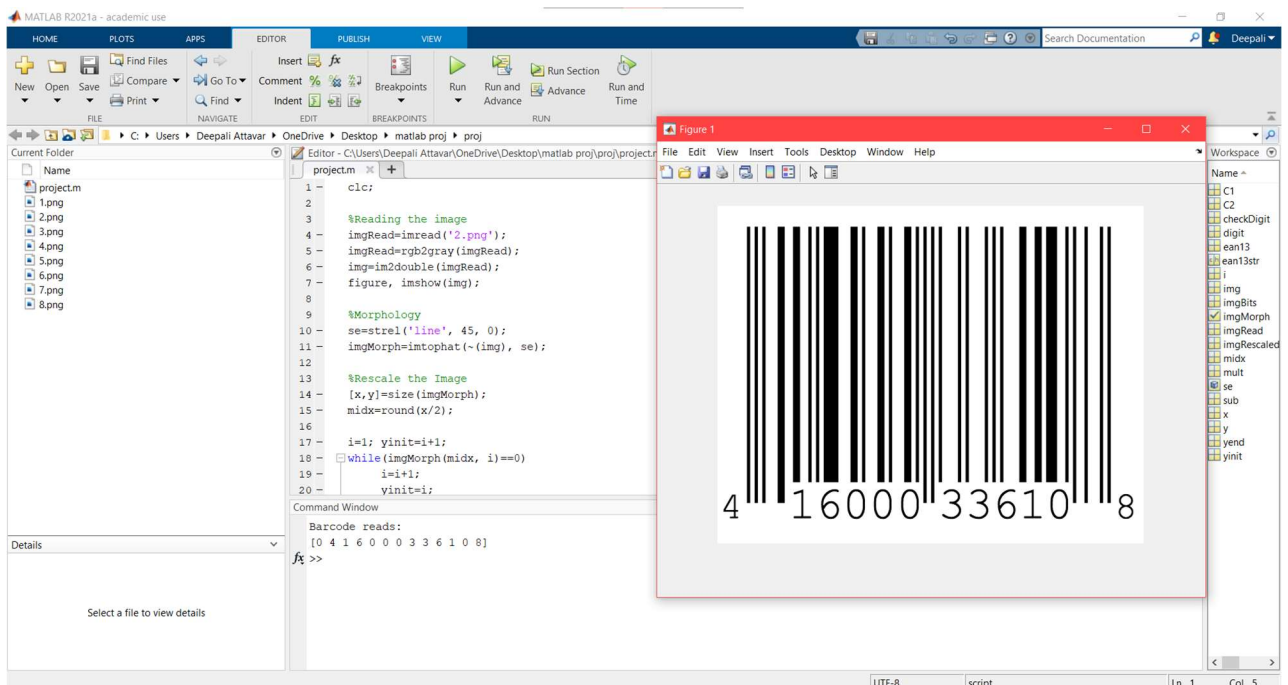 MATLAB R2021a - academic use
HOME PLOTS APPS EDITOR PUBLISH VIEW Search Documentation Deepali
New Open Save Find Files Compare Print Go To Find Insert fx Comment Indent Breakpoints Run Run and Advance Run Section Advance Run and Time
FILE NAVIGATE EDIT BREAKPOINTS RUN
C: Users Deepali Attavar OneDrive Desktop matlab proj proj
Current Folder
Name
project.m
1.png
2.png
3.png
4.png
5.png
6.png
7.png
8.png
Details
Select a file to view details
Editor - C:\Users\Deepali Attavar\OneDrive\Desktop\matlab proj\proj\project.m
project.m
1 clc;
2
3 %Reading the image
4 imgRead=imread('2.png');
5 imgRead=rgb2gray(imgRead);
6 img=im2double(imgRead);
7 figure, imshow(img);
8
9 %Morphology
10 se=strel('line', 45, 0);
11 imgMorph=imtophat(~(img), se);
12
13 %Rescale the Image
14 [x,y]=size(imgMorph);
15 midx=round(x/2);
16
17 i=1; yinit=i+1;
18 while(imgMorph(midx, i)==0)
19 i=i+1;
20 yinit=i;
Command Window
Barcode reads:
[0 4 1 6 0 0 0 3 3 6 1 0 8]
fx >>
Figure 1
File Edit View Insert Tools Desktop Window Help
4 16000 33610 8
Workspace
Name
C1
C2
checkDigit
digit
ean13
ean13str
i
img
imgBits
imgMorph
imgRead
imgRescaled
midx
mult
se
sub
x
y
yend
yinit
UTF-8 script Ln 1 Col 5